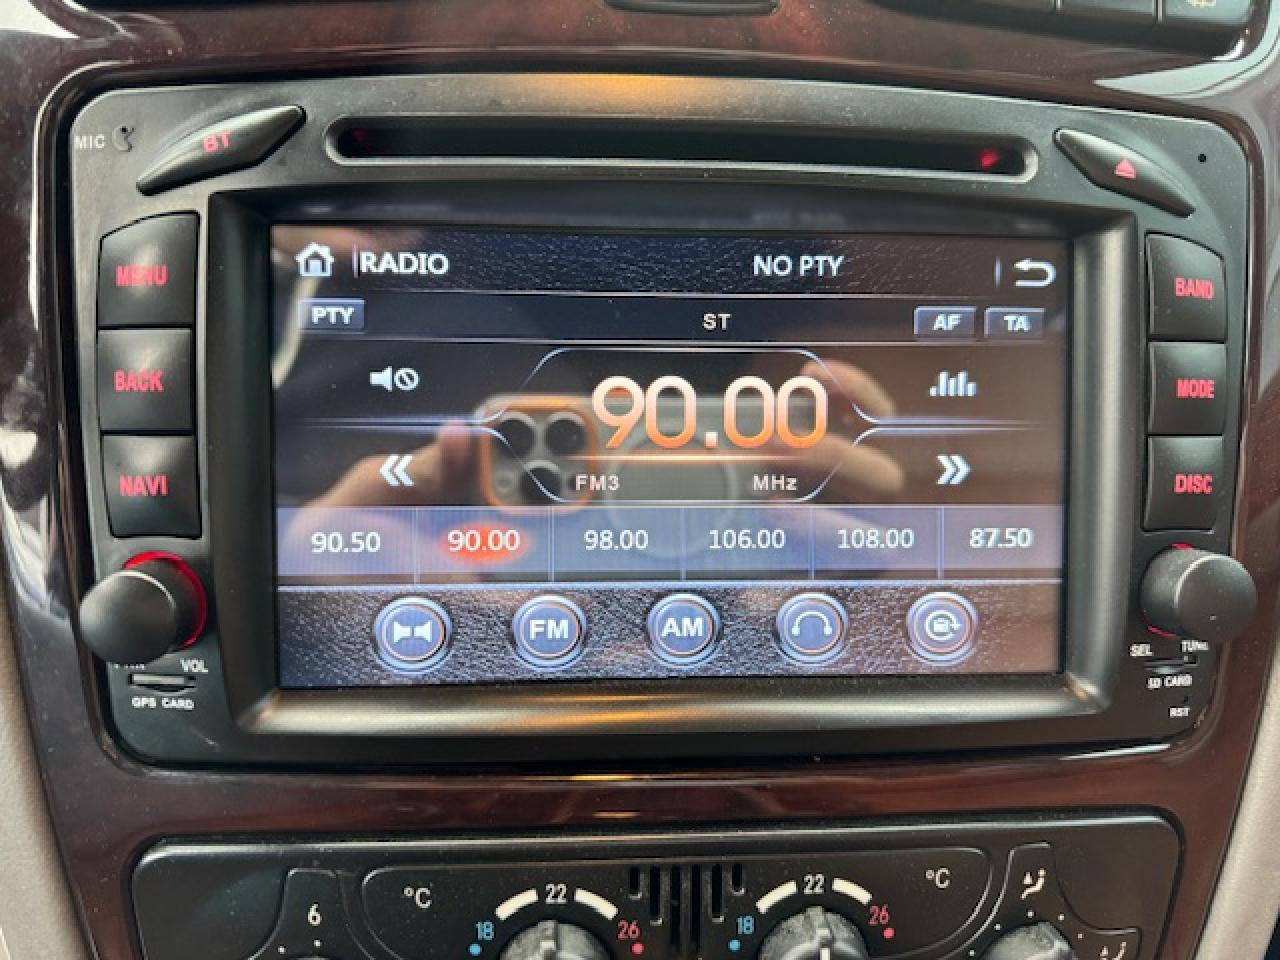 MIC
BT
MENU
BACK
NAVI
RADIO
NO PTY
PTY
ST
AF
TA
90.00
FM3
MHz
90.50
90.00
98.00
106.00
108.00
87.50
FM
AM
BAND
MODE
DISC
VOL
GPS CARD
SEL
TUNE
SD CARD
RST
6
°C
18
22
26
18
22
26
°C